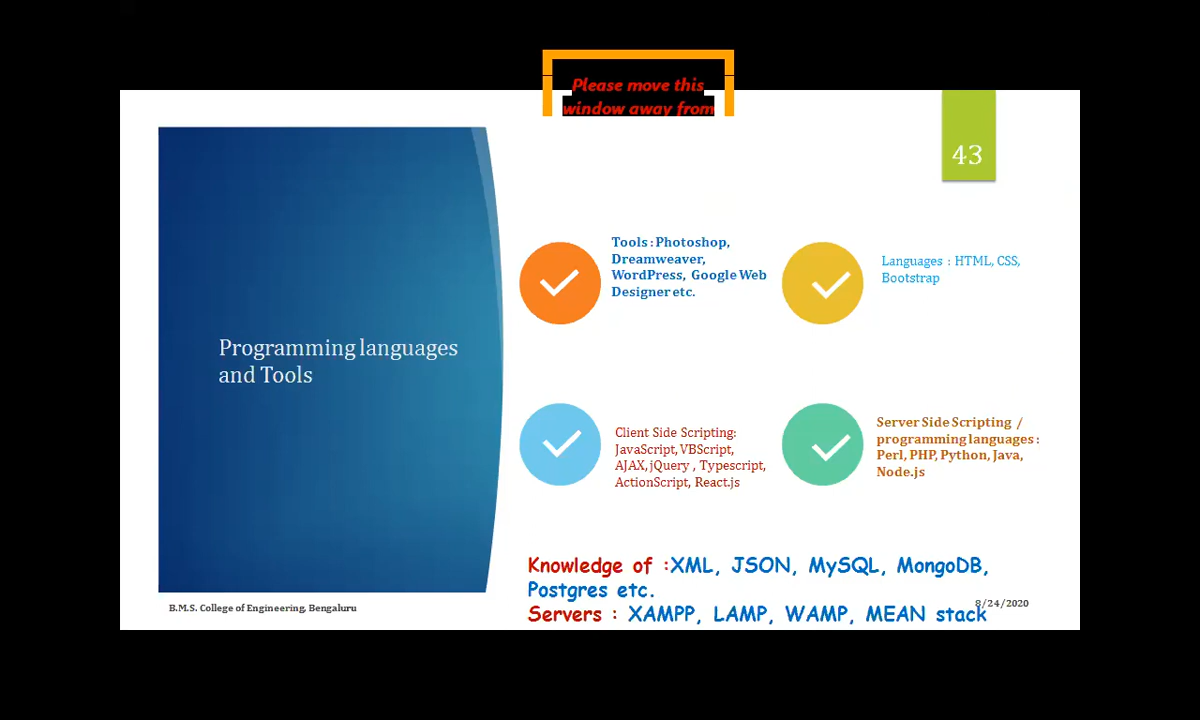 Please move this
window away from
43
Programming languages
and Tools
Tools : Photoshop,
Dreamweaver,
WordPress, Google Web
Designer etc.
Languages : HTML, CSS,
Bootstrap
Client Side Scripting:
JavaScript, VBScript,
AJAX, jQuery , Typescript,
ActionScript, React.js
Server Side Scripting /
programming languages :
Perl, PHP, Python, Java,
Node.js
Knowledge of :XML, JSON, MySQL, MongoDB,
Postgres etc.
Servers : XAMPP, LAMP, WAMP, MEAN stack
B.M.S. College of Engineering, Bengaluru
8/24/2020